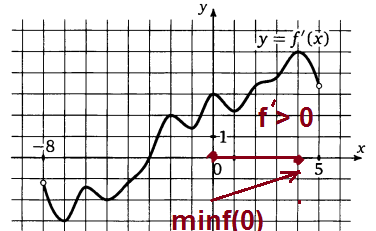 y
y = f'(x)
f'> 0
1
-8
0
5
x
minf(0)